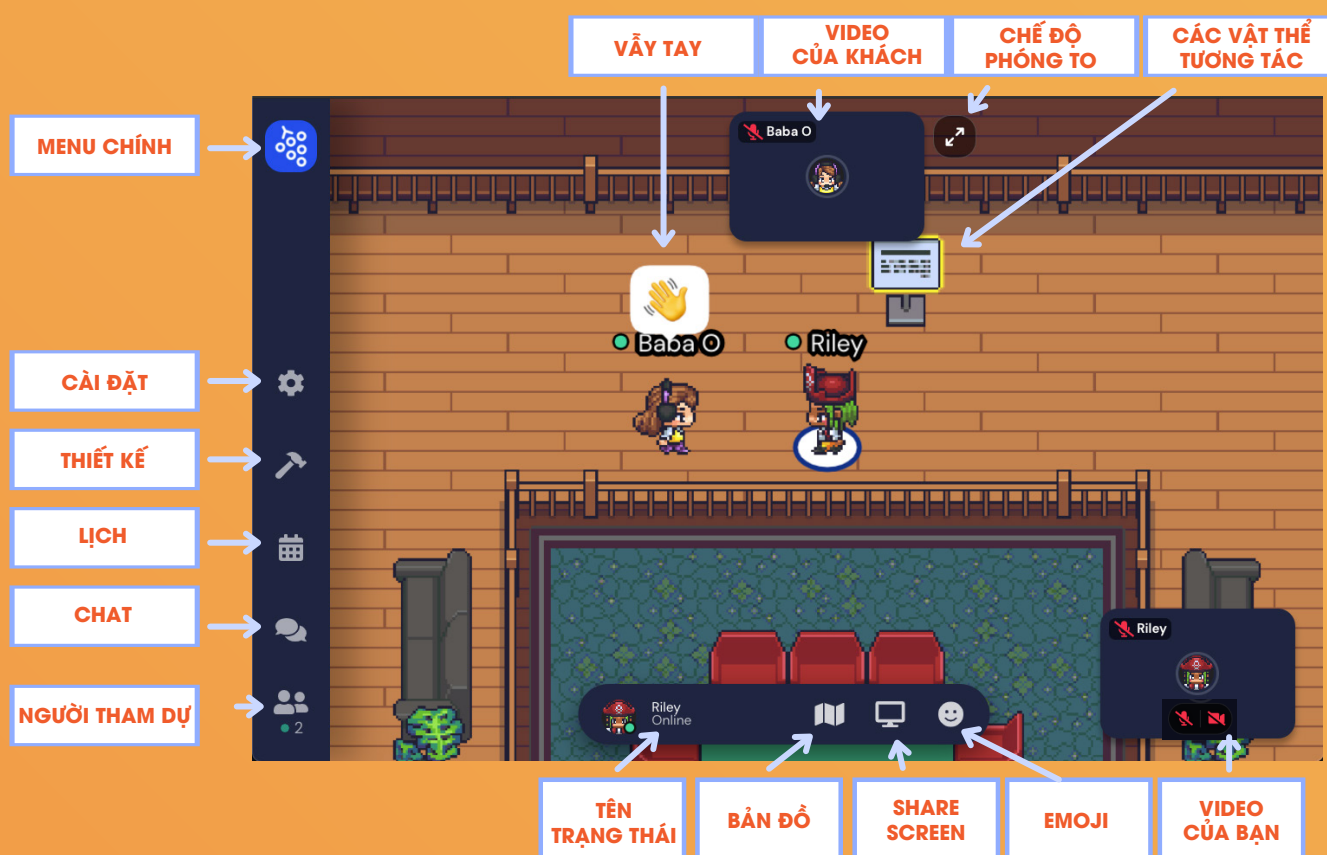 VẪY TAY
VIDEO
CỦA KHÁCH
CHẾ ĐỘ
PHÓNG TO
CÁC VẬT THỂ
TƯƠNG TÁC
MENU CHÍNH
Baba O
Baba O
Riley
CÀI ĐẶT
THIẾT KẾ
LỊCH
CHAT
NGƯỜI THAM DỰ
2
Riley
Riley
Online
TÊN
TRẠNG THÁI
BẢN ĐỒ
SHARE
SCREEN
EMOJI
VIDEO
CỦA BẠN